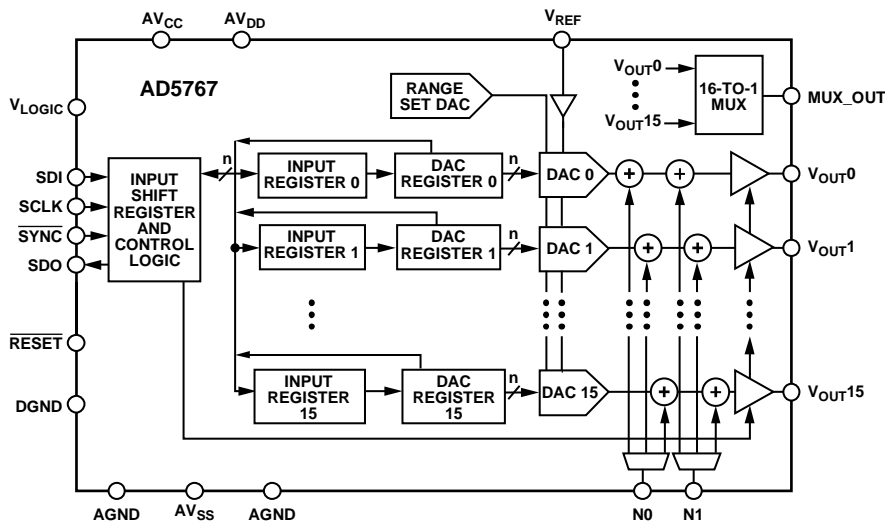 AVCC
AVDD
VREF
AD5767
VLOGIC
RANGE
SET DAC
VOUT0
VOUT15
16-TO-1
MUX
MUX_OUT
SDI
SCLK
SYNC
SDO
INPUT
SHIFT
REGISTER
AND
CONTROL
LOGIC
n
INPUT
REGISTER 0
DAC
REGISTER 0
n
DAC 0
+
+
VOUT0
INPUT
REGISTER 1
DAC
REGISTER 1
n
DAC 1
+
+
VOUT1
RESET
DGND
INPUT
REGISTER
15
DAC
REGISTER
15
n
DAC 15
+
+
VOUT15
AGND
AVSS
AGND
N0
N1